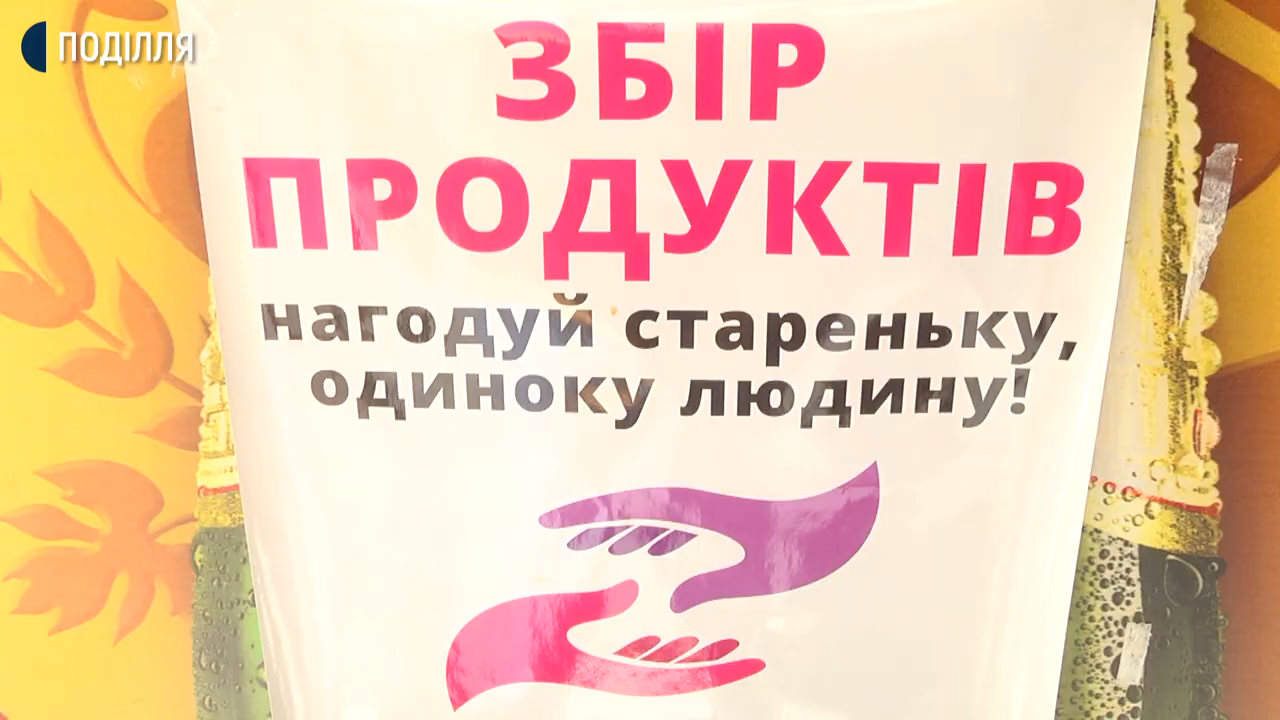 ПОДІЛЛЯ
ЗБІР
ПРОДУКТІВ
нагодуй стареньку,
одиноку людину!